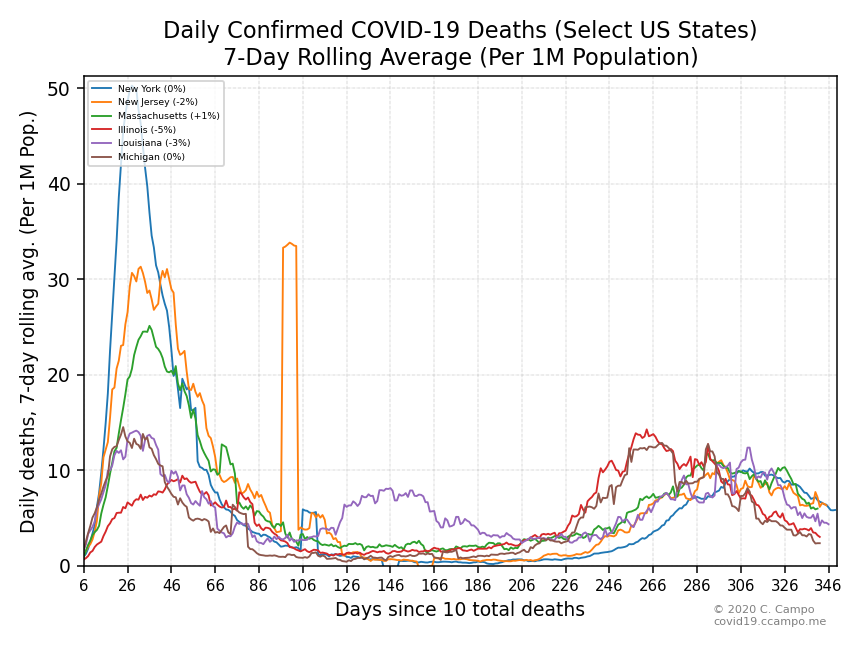 Daily Confirmed COVID-19 Deaths (Select US States)
7-Day Rolling Average (Per 1M Population)
Daily deaths, 7-day rolling avg. (Per 1M Pop.)
50
40
30
20
10
0
New York (0%)
New Jersey (-2%)
Massachusetts (+1%)
Illinois (-5%)
Louisiana (-3%)
Michigan (0%)
6 26 46 66 86 106 126 146 166 186 206 226 246 266 286 306 326 346
Days since 10 total deaths
© 2020 C. Campo
covid19.ccampo.me